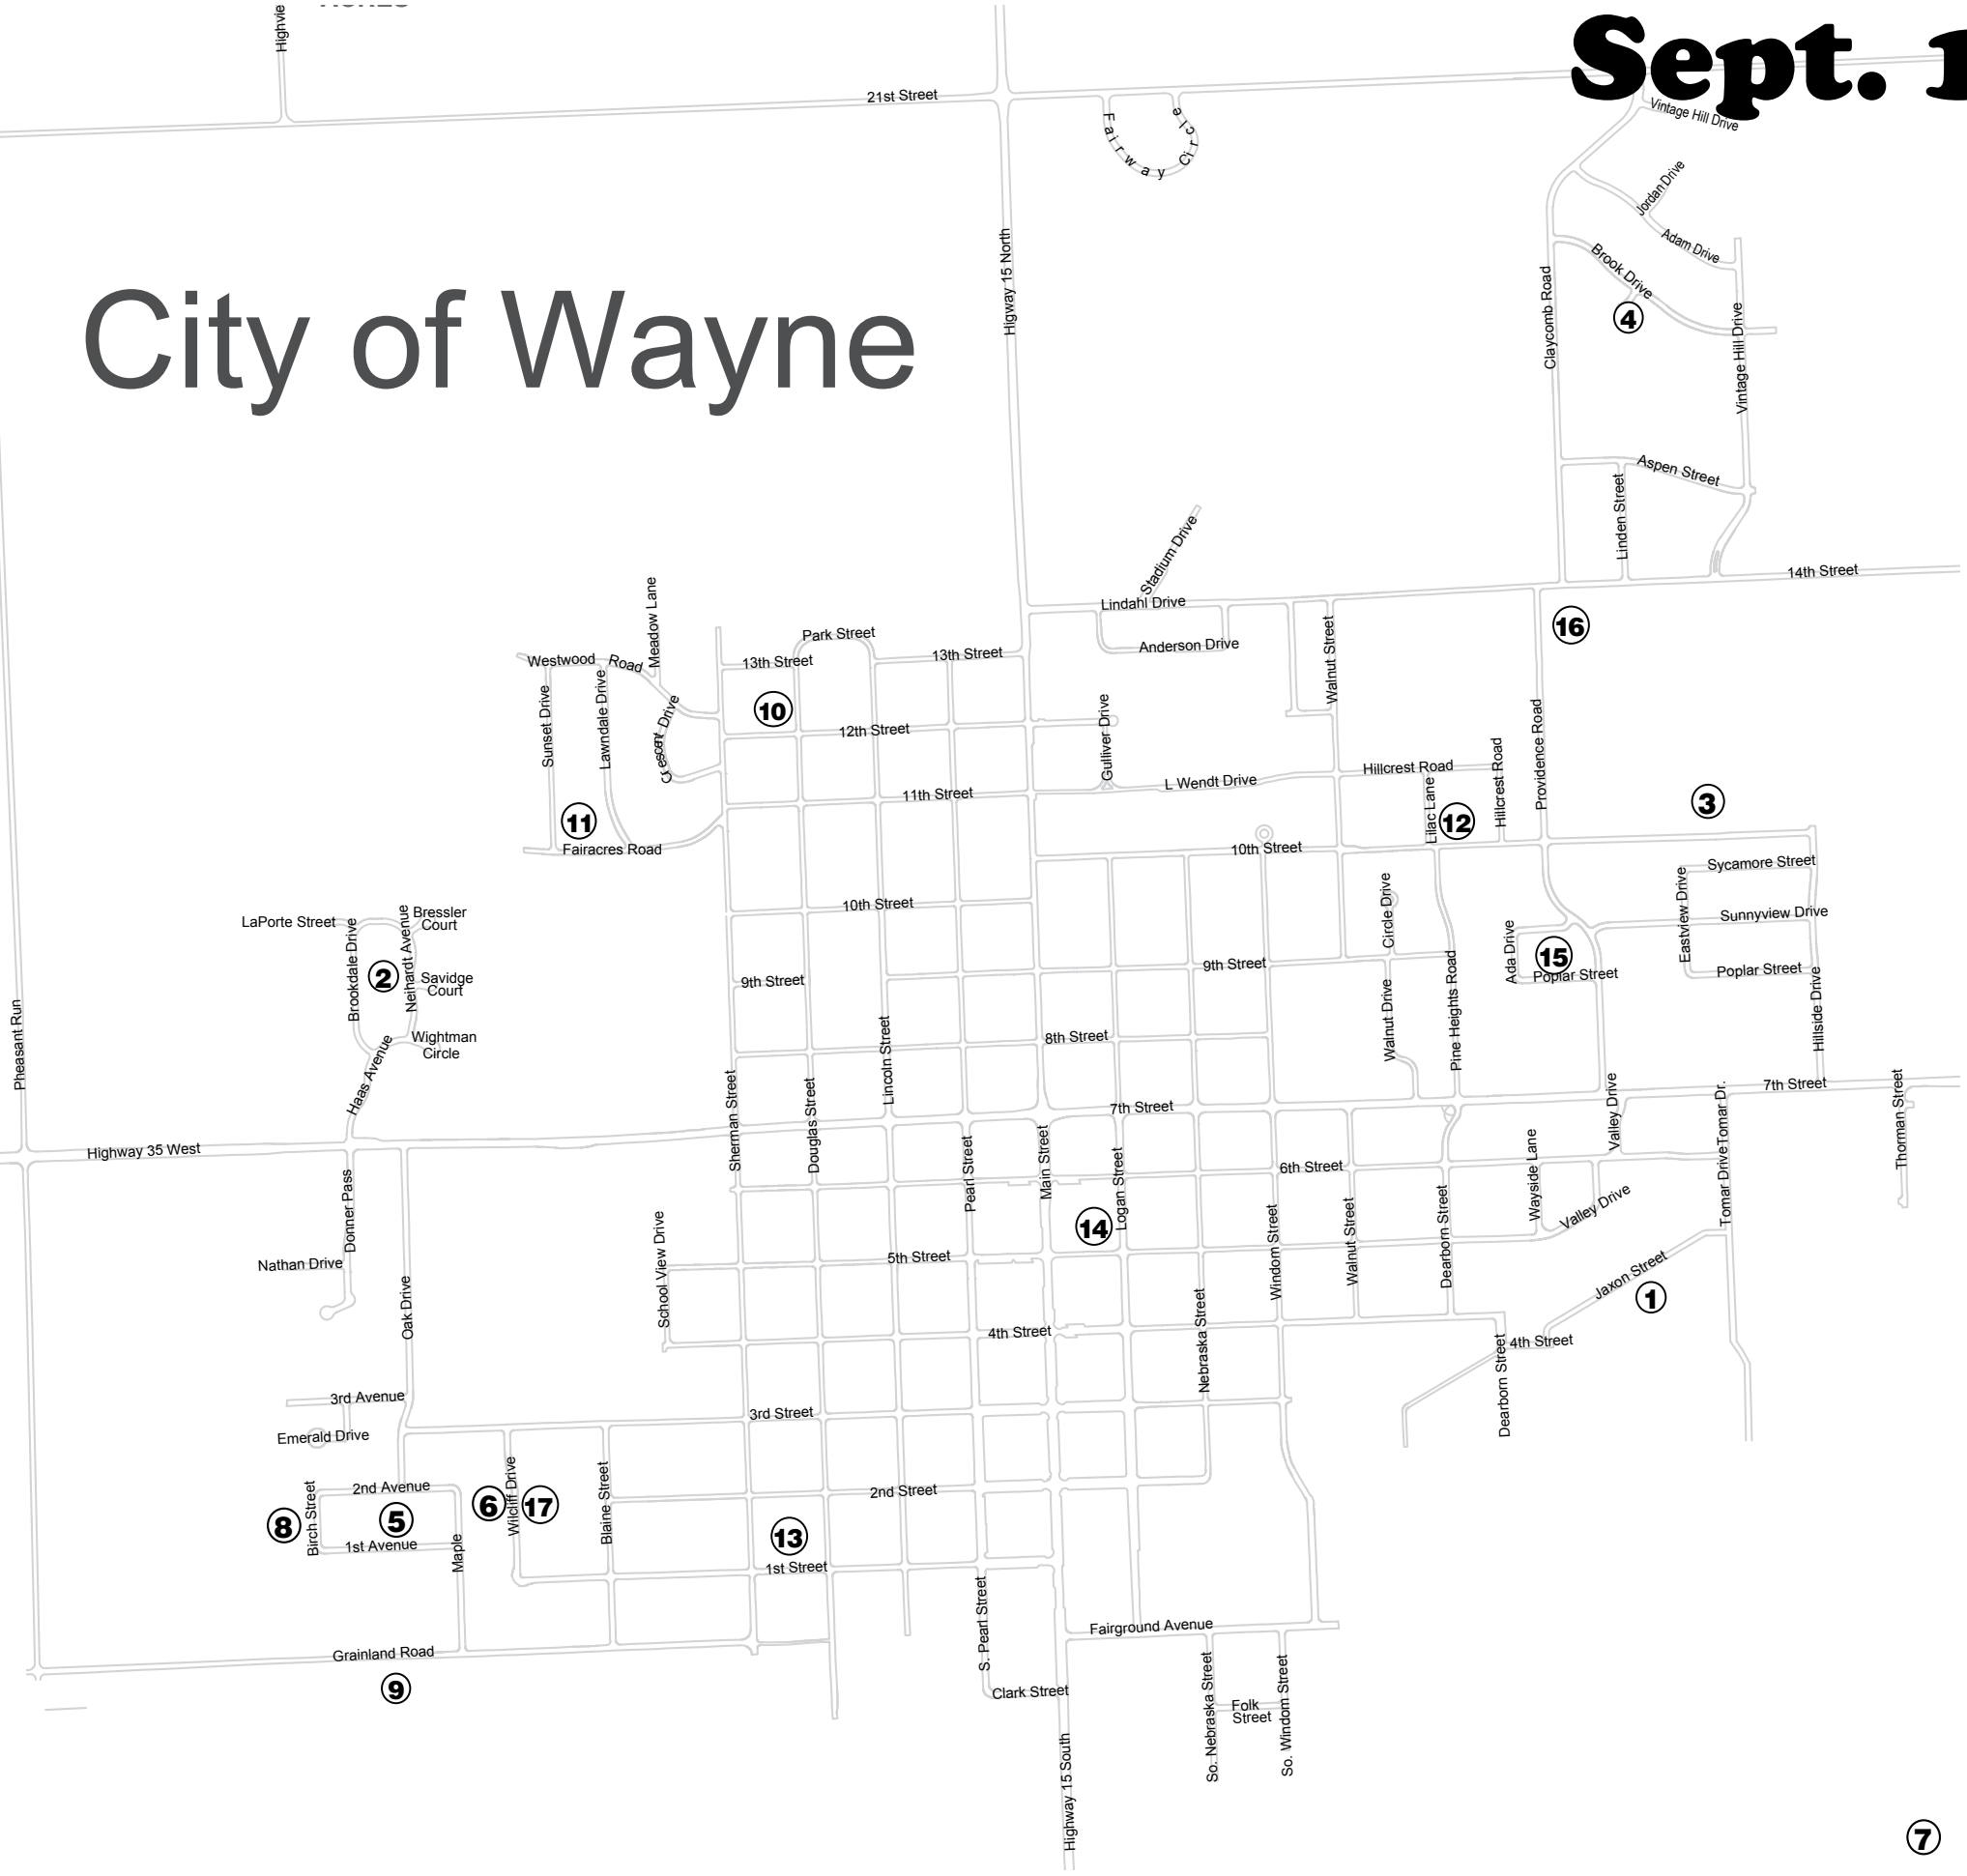 Sept. 1
Highvie
21st Street
Fairway Circle
Vintage Hill Drive
Jordan Drive
Adam Drive
Brook Drive
4
Claycomb Road
Vintage Hill Drive
Higway 15 North
City of Wayne
Aspen Street
Linden Street
14th Street
Stadium Drive
Lindahl Drive
Anderson Drive
Walnut Street
16
Meadow Lane
Park Street
Westwood Road
13th Street
13th Street
Sunset Drive
Lawndale Drive
Crescent Drive
10
12th Street
Gulliver Drive
Providence Road
Hillcrest Road
Hillcrest Road
L Wendt Drive
11th Street
Lilac Lane
12
3
11
Fairacres Road
10th Street
Sycamore Street
10th Street
Circle Drive
Eastview Drive
Sunnyview Drive
LaPorte Street
Bressler
Court
Brookdale Drive
Neihardt Avenue
2
Savidge
Court
Wightman
Circle
Haas Avenue
9th Street
9th Street
Ada Drive
15
Poplar Street
Poplar Street
Hillside Drive
Pheasant Run
Lincoln Street
8th Street
Walnut Drive
Pine Heights Road
7th Street
7th Street
Sherman Street
Douglas Street
Valley Drive
Tomar Dr.
Thorman Street
Highway 35 West
Pearl Street
Main Street
Logan Street
6th Street
Wayside Lane
Tomar Drive
Donner Pass
14
Valley Drive
Nathan Drive
School View Drive
5th Street
Windom Street
Walnut Street
Dearborn Street
Jaxon Street
1
Oak Drive
4th Street
Nebraska Street
4th Street
Dearborn Street
3rd Avenue
3rd Street
Emerald Drive
2nd Avenue
Birch Street
8
5
6
Wilcliff Drive
17
Blaine Street
2nd Street
13
1st Avenue
Maple
1st Street
S. Pearl Street
Fairground Avenue
Grainland Road
9
Clark Street
So. Nebraska Street
Folk
Street
So. Windom Street
Highway 15 South
7